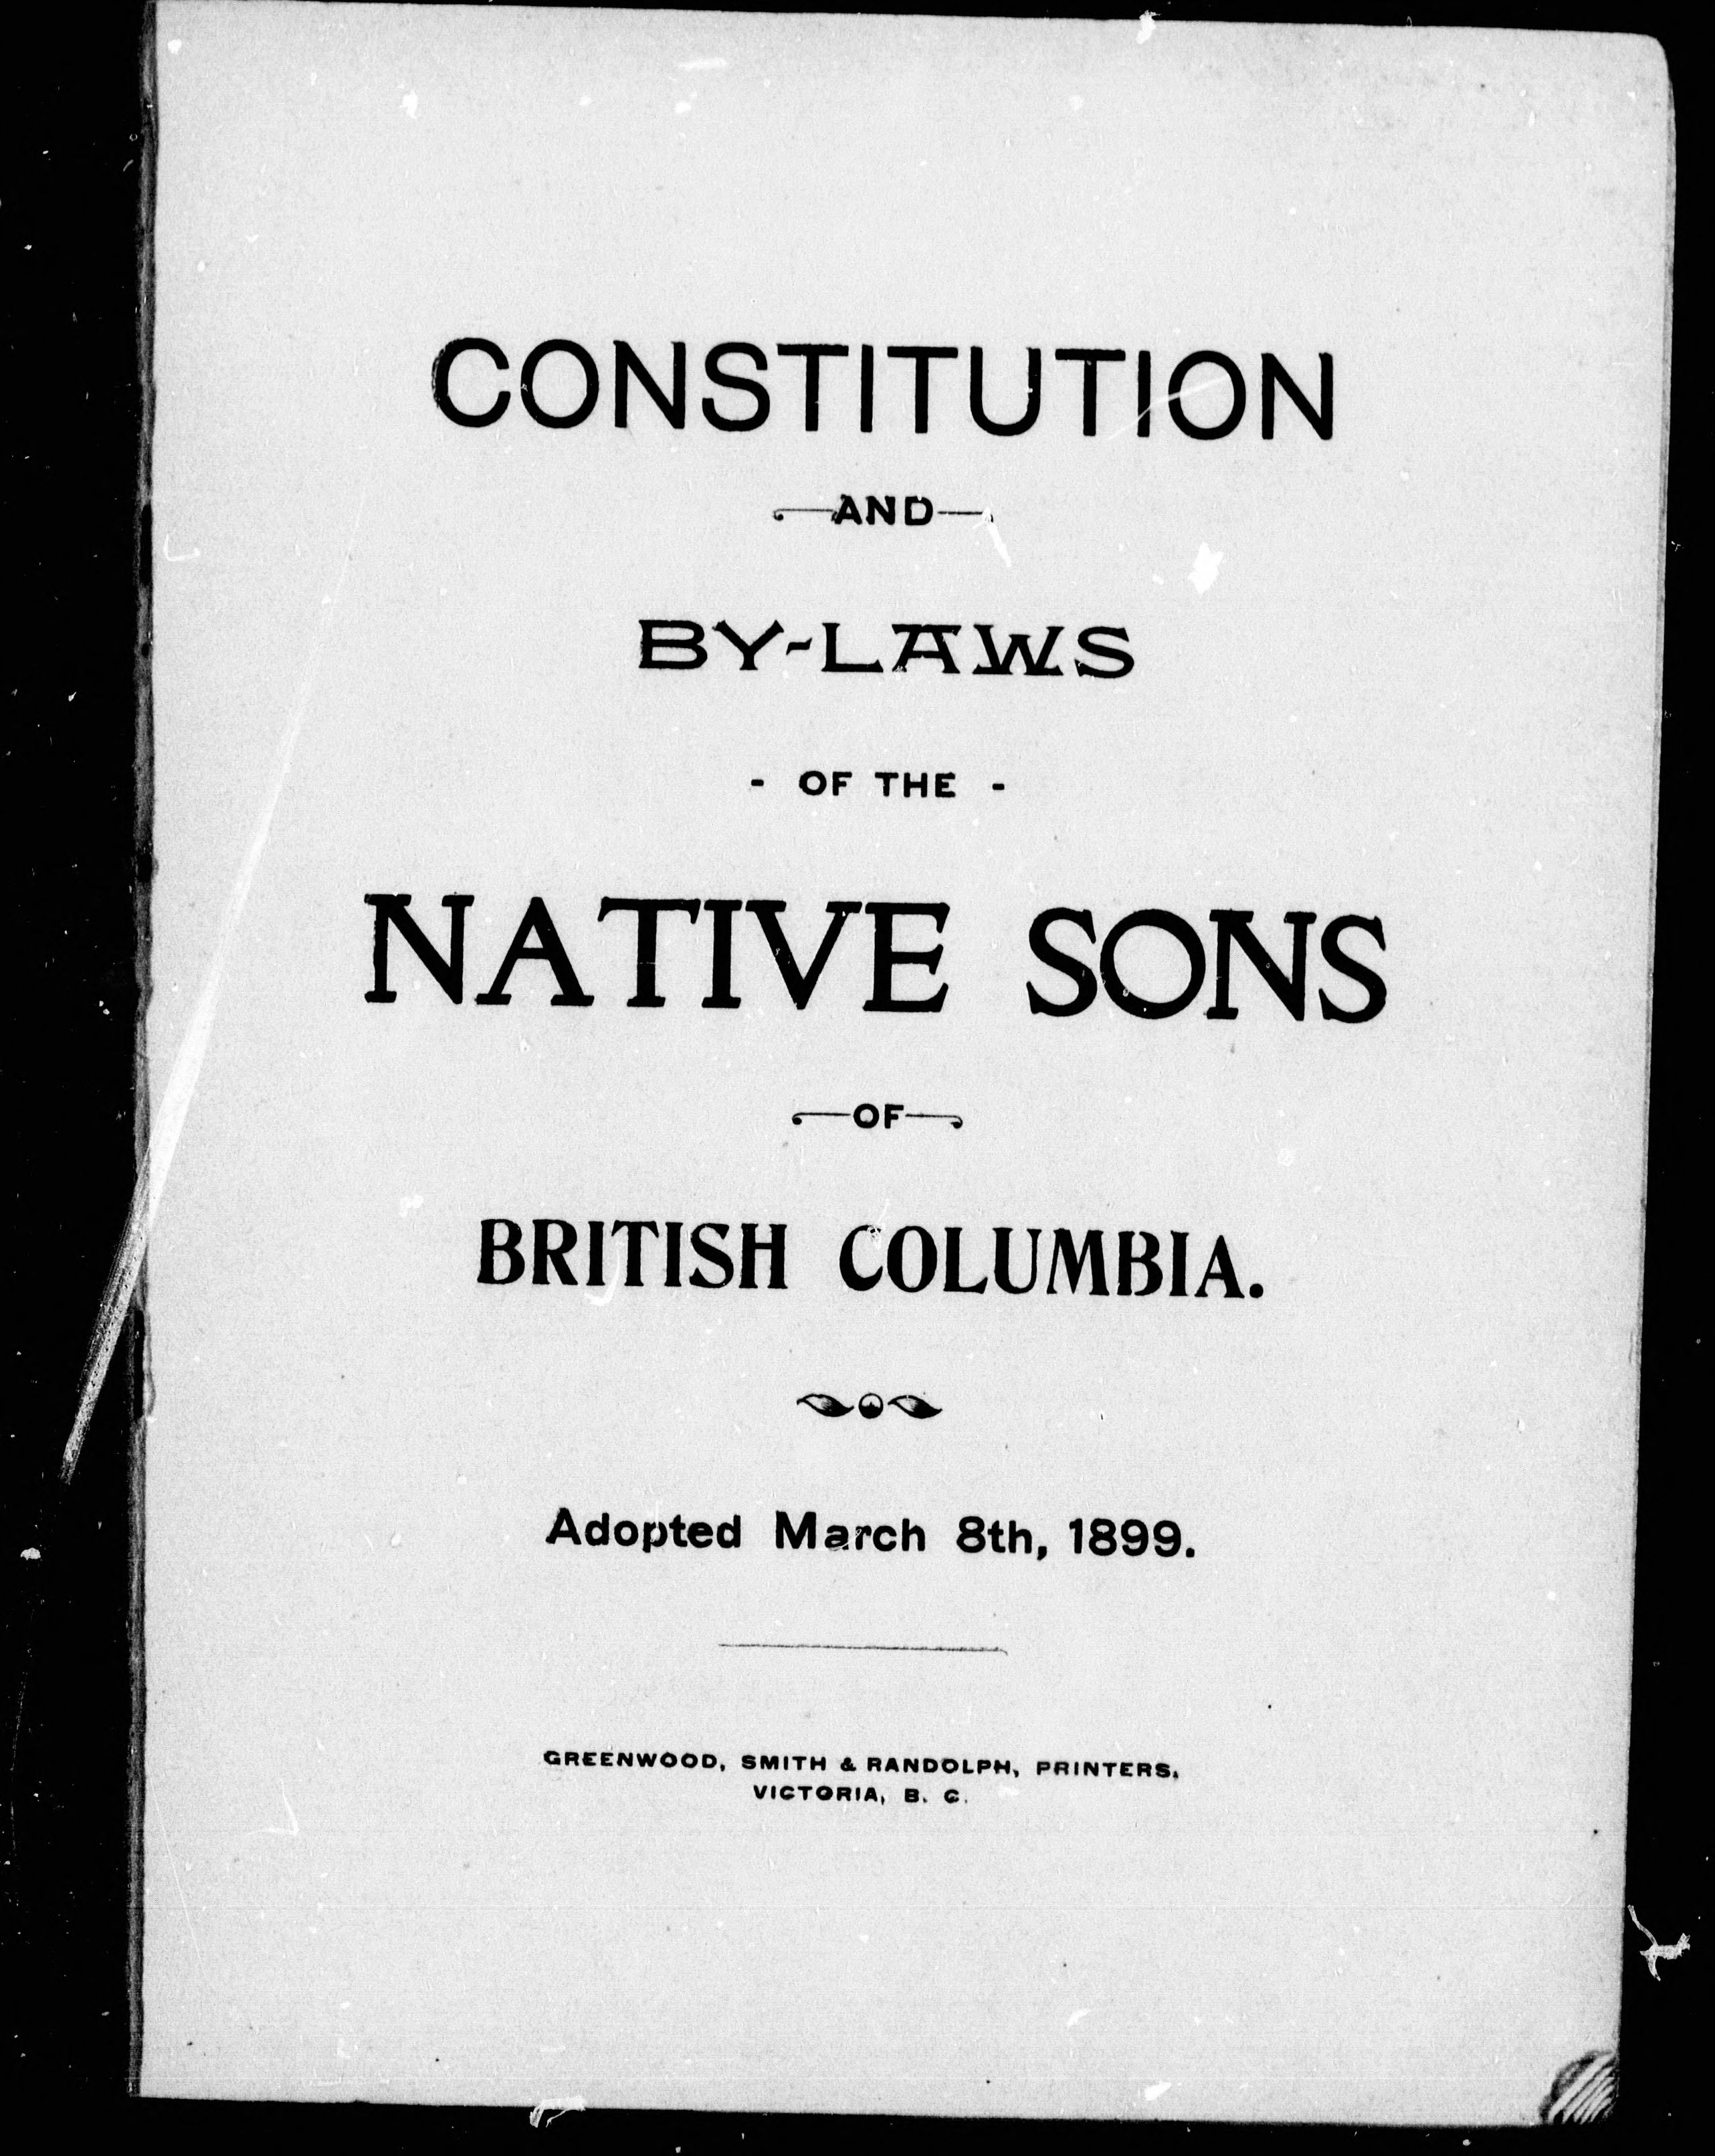 CONSTITUTION
—AND—
BY-LAWS
- OF THE -
NATIVE SONS
—OF—
BRITISH COLUMBIA.
Adopted March 8th, 1899.
GREENWOOD, SMITH & RANDOLPH, PRINTERS.
VICTORIA, B. C.